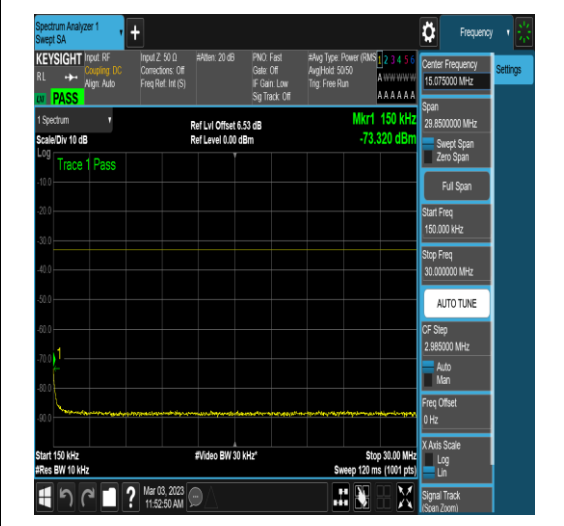 Spectrum Analyzer 1
Swept SA
+
Frequency
KEYSIGHT
RL
PASS
Input: RF
Coupling: DC
Align: Auto
Input Z: 50 Ω
Corrections: Off
Freq Ref: Int (S)
#Atten: 20 dB
PNO: Fast
Gate: Off
IF Gain: Low
Sig Track: Off
#Avg Type: Power (RMS
Avg|Hold: 50/50
Trig: Free Run
1 2 3 4 5 6
A W W W W W
A A A A A A
1 Spectrum
Scale/Div 10 dB
Ref Lvl Offset 6.53 dB
Ref Level 0.00 dBm
Mkr1 150 kHz
-73.320 dBm
Log
Trace 1 Pass
-10.0
-20.0
-30.0
-40.0
-50.0
-60.0
-70.0
-80.0
-90.0
1
Start 150 kHz
#Res BW 10 kHz
#Video BW 30 kHz*
Stop 30.00 MHz
Sweep 120 ms (1001 pts)
?
Mar 03, 2023
11:52:50 AM
Center Frequency
15.075000 MHz
Settings
Span
29.8500000 MHz
Swept Span
Zero Span
Full Span
Start Freq
150.000 kHz
Stop Freq
30.000000 MHz
AUTO TUNE
CF Step
2.985000 MHz
Auto
Man
Freq Offset
0 Hz
X Axis Scale
Log
Lin
Signal Track
(Span Zoom)